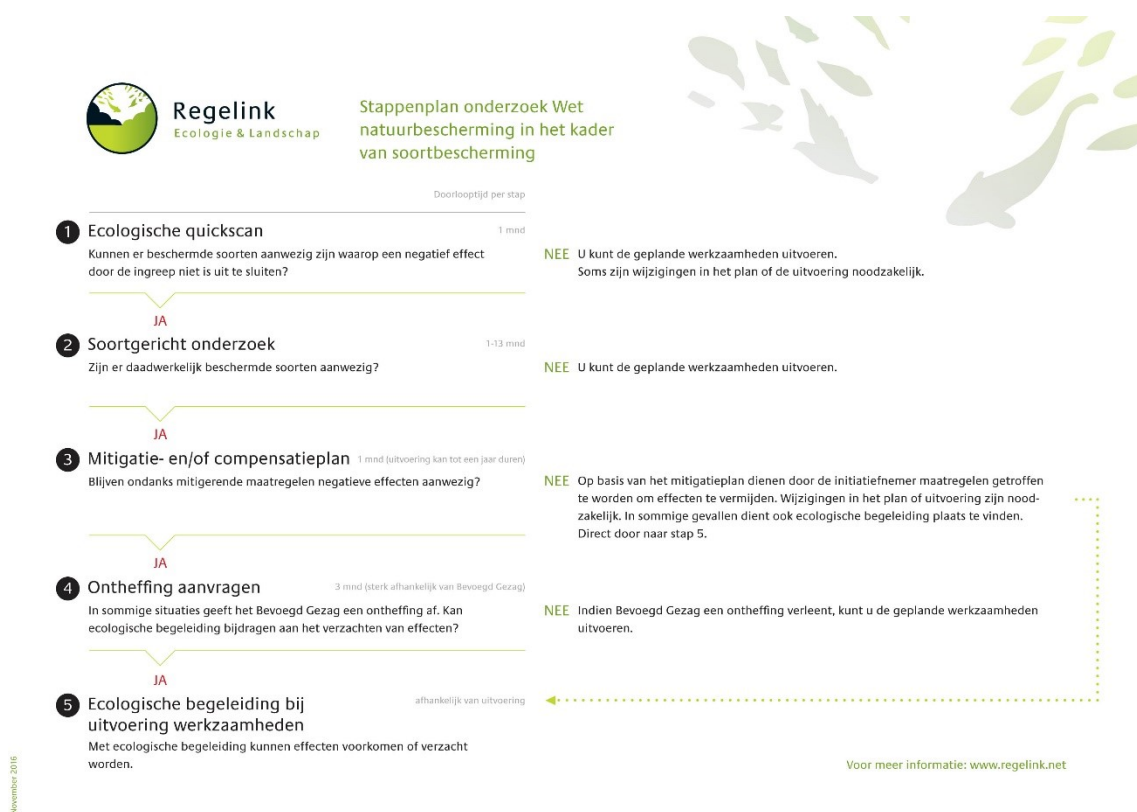 Regelink
Ecologie & Landschap
Stappenplan onderzoek Wet
natuurbescherming in het kader
van soortbescherming
Doorlooptijd per stap
1 Ecologische quickscan 1 mnd
Kunnen er beschermde soorten aanwezig zijn waarop een negatief effect
door de ingreep niet is uit te sluiten?
NEE U kunt de geplande werkzaamheden uitvoeren.
Soms zijn wijzigingen in het plan of de uitvoering noodzakelijk.
JA
2 Soortgericht onderzoek 1-13 mnd
Zijn er daadwerkelijk beschermde soorten aanwezig?
NEE U kunt de geplande werkzaamheden uitvoeren.
JA
3 Mitigatie- en/of compensatieplan 1 mnd (uitvoering kan tot een jaar duren)
Blijven ondanks mitigerende maatregelen negatieve effecten aanwezig?
NEE Op basis van het mitigatieplan dienen door de initiatiefnemer maatregelen getroffen
te worden om effecten te vermijden. Wijzigingen in het plan of uitvoering zijn nood-
zakelijk. In sommige gevallen dient ook ecologische begeleiding plaats te vinden.
Direct door naar stap 5.
JA
4 Ontheffing aanvragen 3 mnd (sterk afhankelijk van Bevoegd Gezag)
In sommige situaties geeft het Bevoegd Gezag een ontheffing af. Kan
ecologische begeleiding bijdragen aan het verzachten van effecten?
NEE Indien Bevoegd Gezag een ontheffing verleent, kunt u de geplande werkzaamheden
uitvoeren.
JA
5 Ecologische begeleiding bij afhankelijk van uitvoering
uitvoering werkzaamheden
Met ecologische begeleiding kunnen effecten voorkomen of verzacht
worden.
Voor meer informatie: www.regelink.net
November 2016